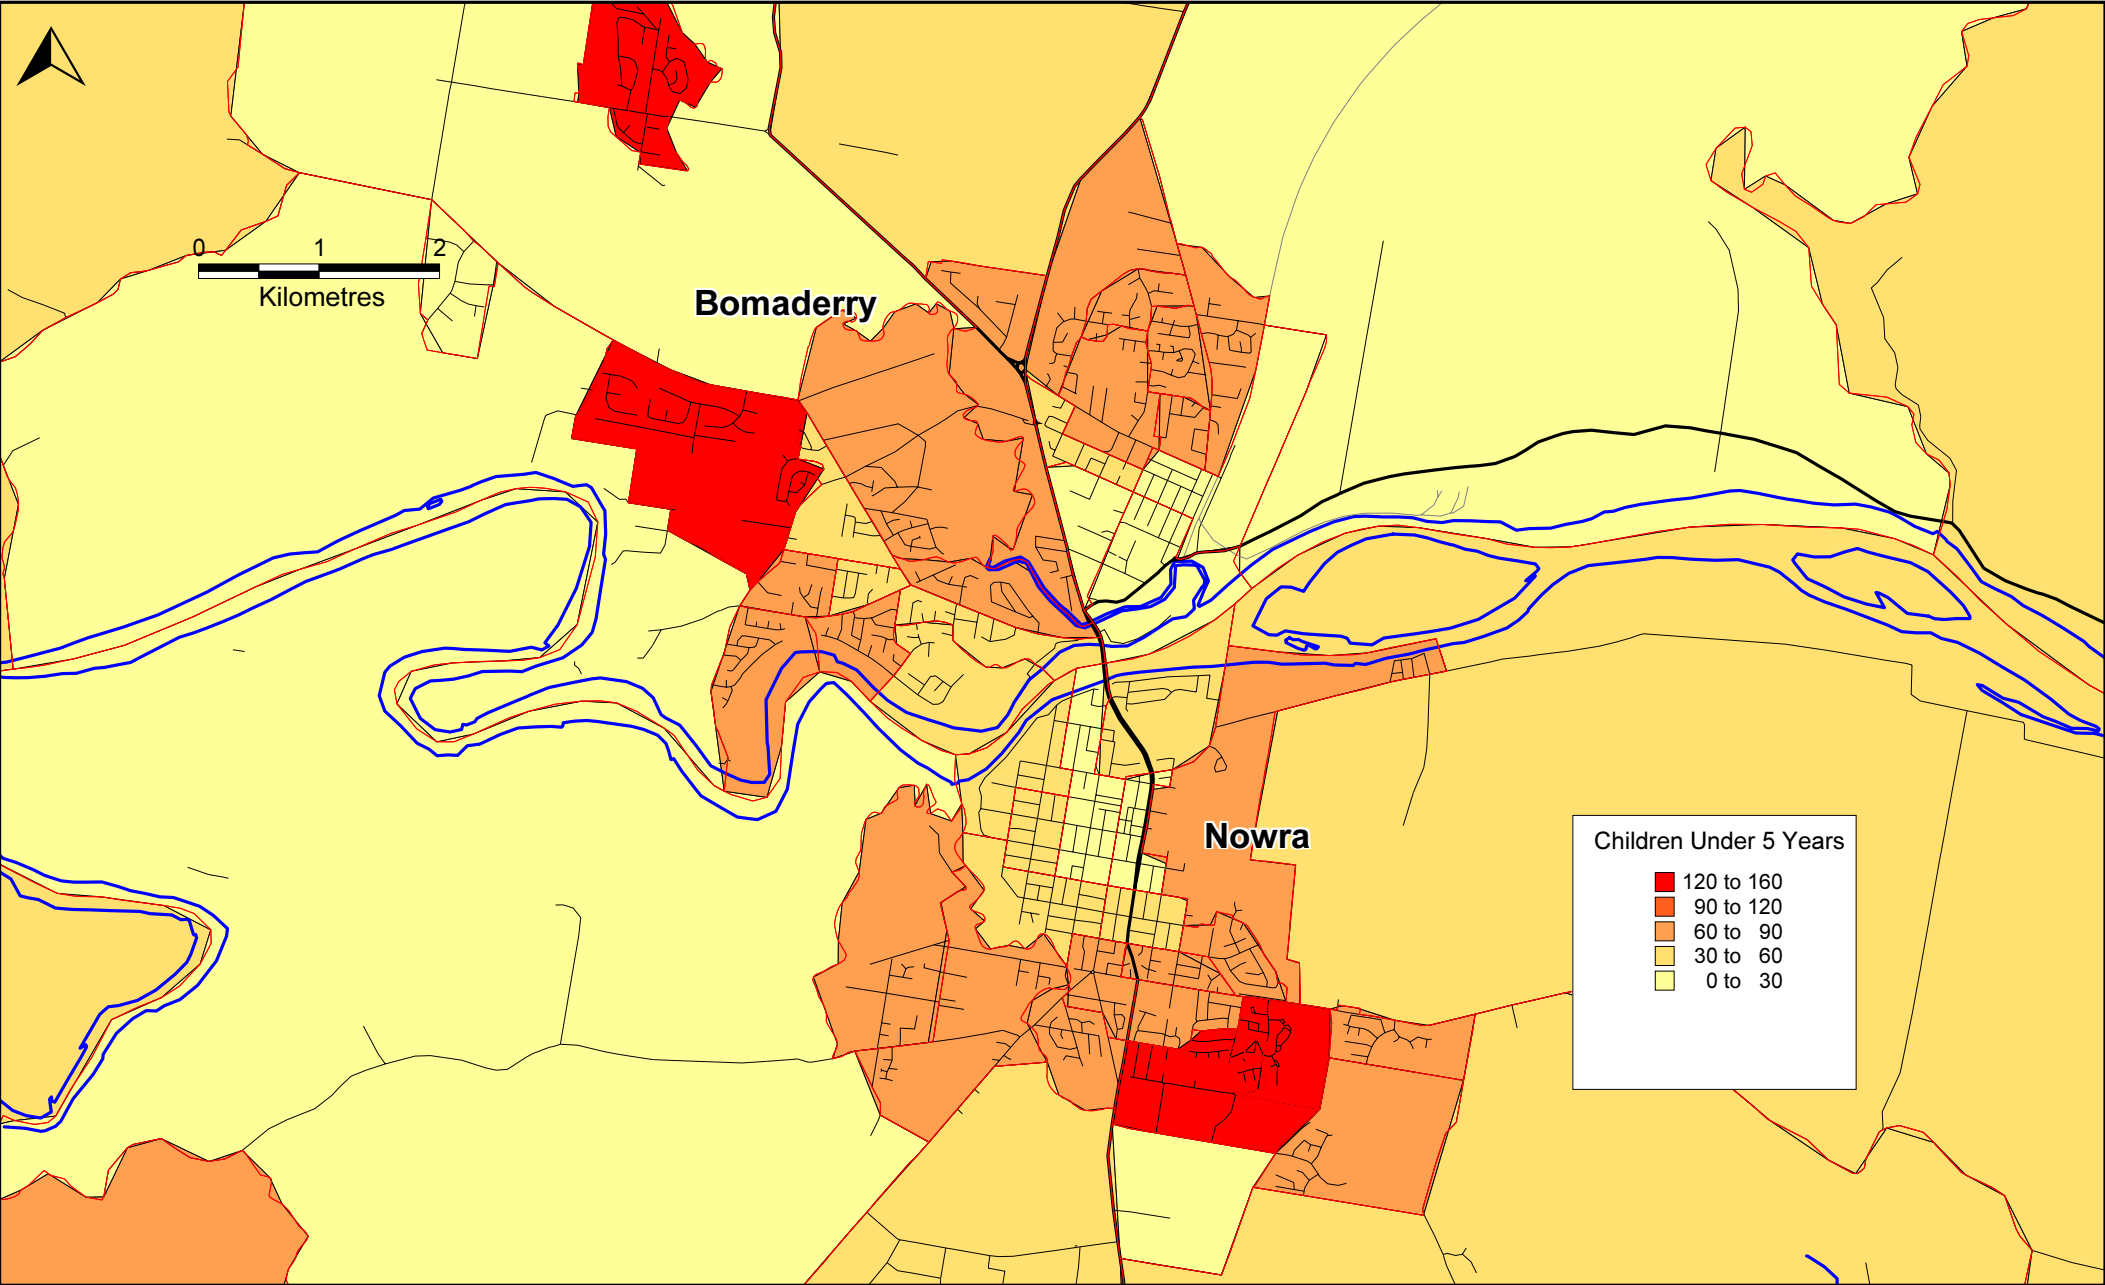 0 1 2
Kilometres
Bomaderry
Nowra
Children Under 5 Years
120 to 160
90 to 120
60 to 90
30 to 60
0 to 30